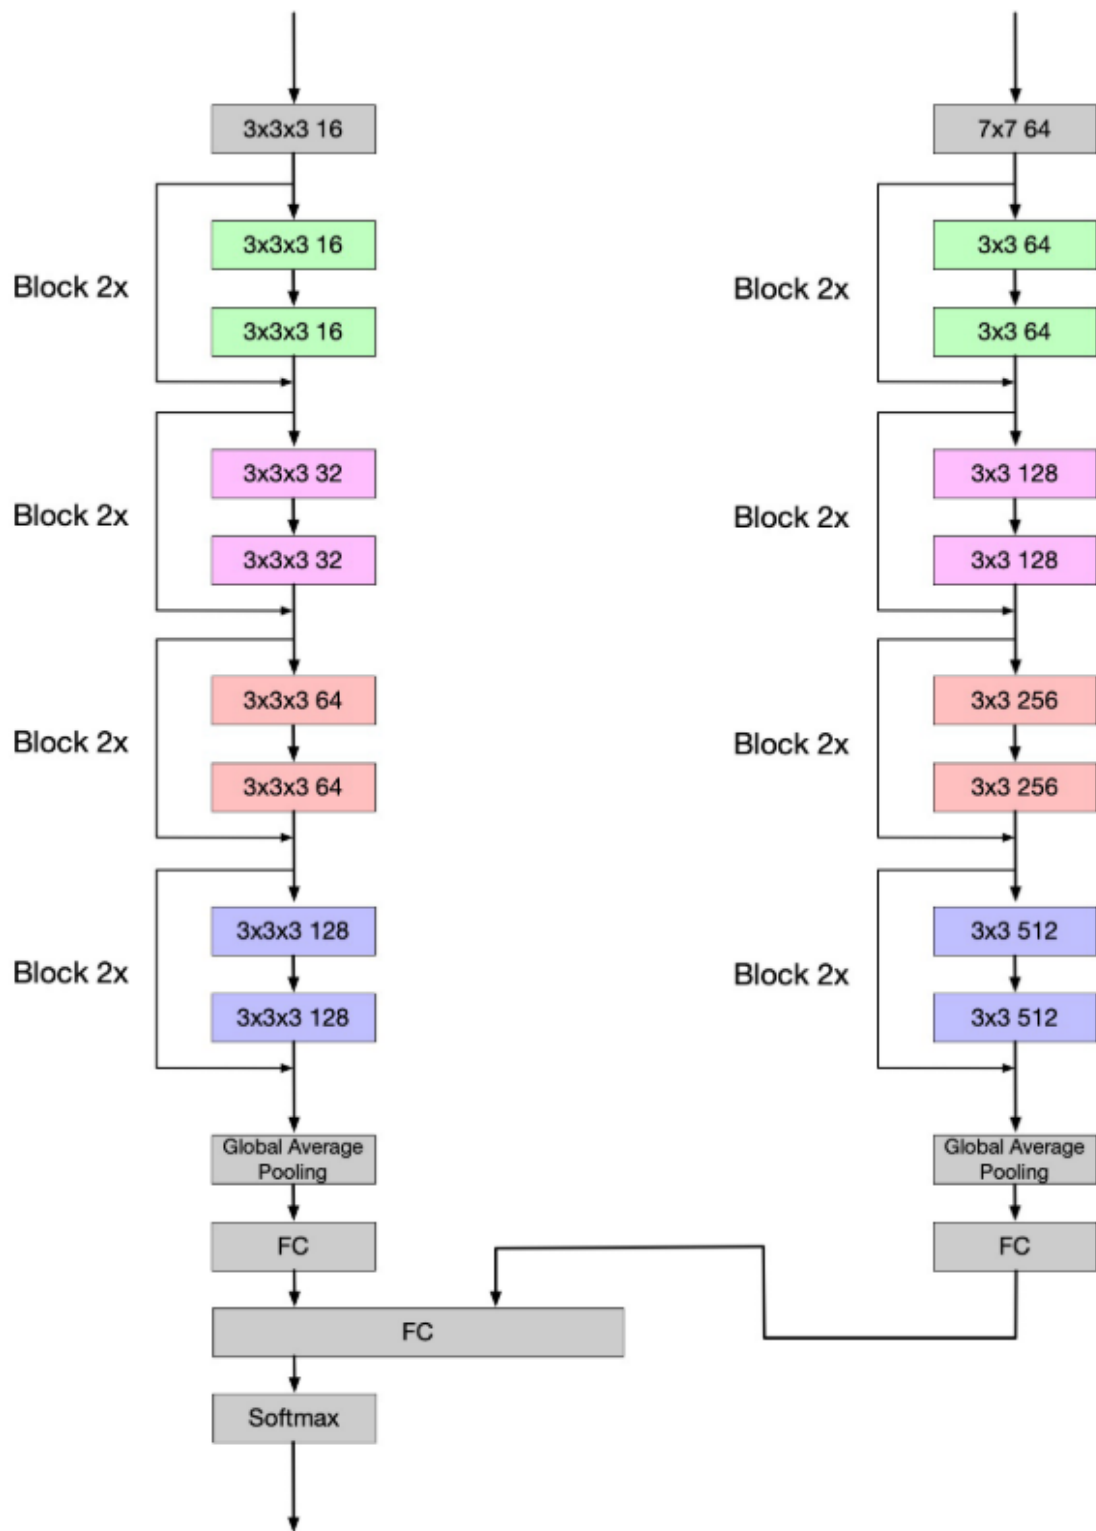 3x3x3 16
Block 2x
3x3x3 16
3x3x3 16
Block 2x
3x3x3 32
3x3x3 32
Block 2x
3x3x3 64
3x3x3 64
Block 2x
3x3x3 128
3x3x3 128
Global Average
Pooling
FC
7x7 64
Block 2x
3x3 64
3x3 64
Block 2x
3x3 128
3x3 128
Block 2x
3x3 256
3x3 256
Block 2x
3x3 512
3x3 512
Global Average
Pooling
FC
FC
Softmax